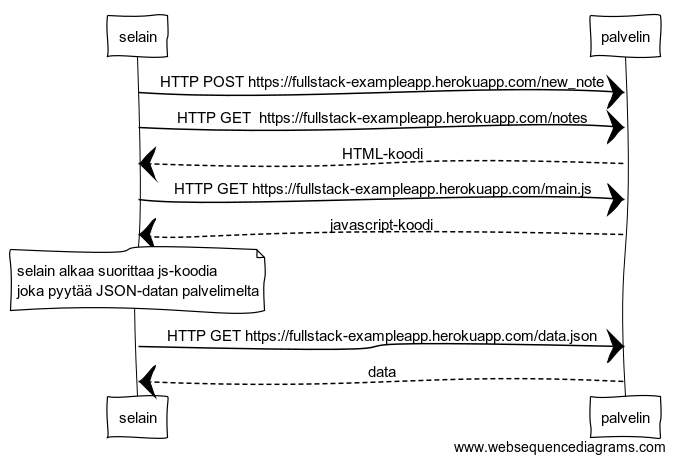 selain palvelin
HTTP POST https://fullstack-exampleapp.herokuapp.com/new_note
HTTP GET  https://fullstack-exampleapp.herokuapp.com/notes
HTML-koodi
HTTP GET https://fullstack-exampleapp.herokuapp.com/main.js
javascript-koodi
selain alkaa suorittaa js-koodia
joka pyytää JSON-datan palvelimelta
HTTP GET https://fullstack-exampleapp.herokuapp.com/data.json
data
selain palvelin
www.websequencediagrams.com